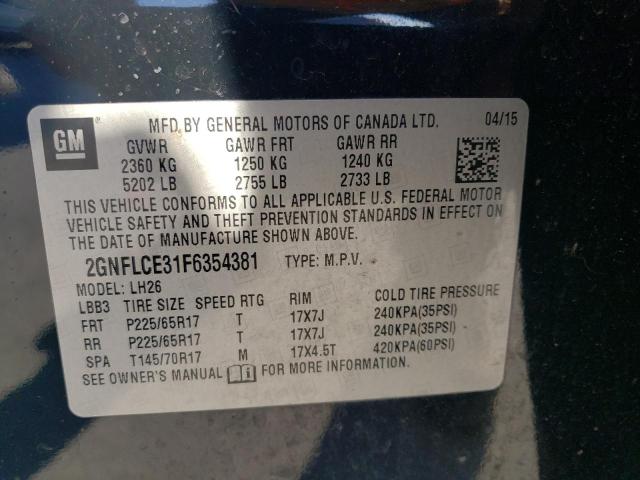 GM MFD BY GENERAL MOTORS OF CANADA LTD. 04/15
GVWR GAWR FRT GAWR RR
2360 KG 1250 KG 1240 KG
5202 LB 2755 LB 2733 LB
THIS VEHICLE CONFORMS TO ALL APPLICABLE U.S. FEDERAL MOTOR
VEHICLE SAFETY AND THEFT PREVENTION STANDARDS IN EFFECT ON
THE DATE OF MANUFACTURE SHOWN ABOVE.
2GNFLCE31F6354381 TYPE: M.P.V.
MODEL: LH26
LBB3 TIRE SIZE SPEED RTG RIM COLD TIRE PRESSURE
FRT P225/65R17 T 17X7J 240KPA(35PSI)
RR P225/65R17 T 17X7J 240KPA(35PSI)
SPA T145/70R17 M 17X4.5T 420KPA(60PSI)
SEE OWNER'S MANUAL FOR MORE INFORMATION.